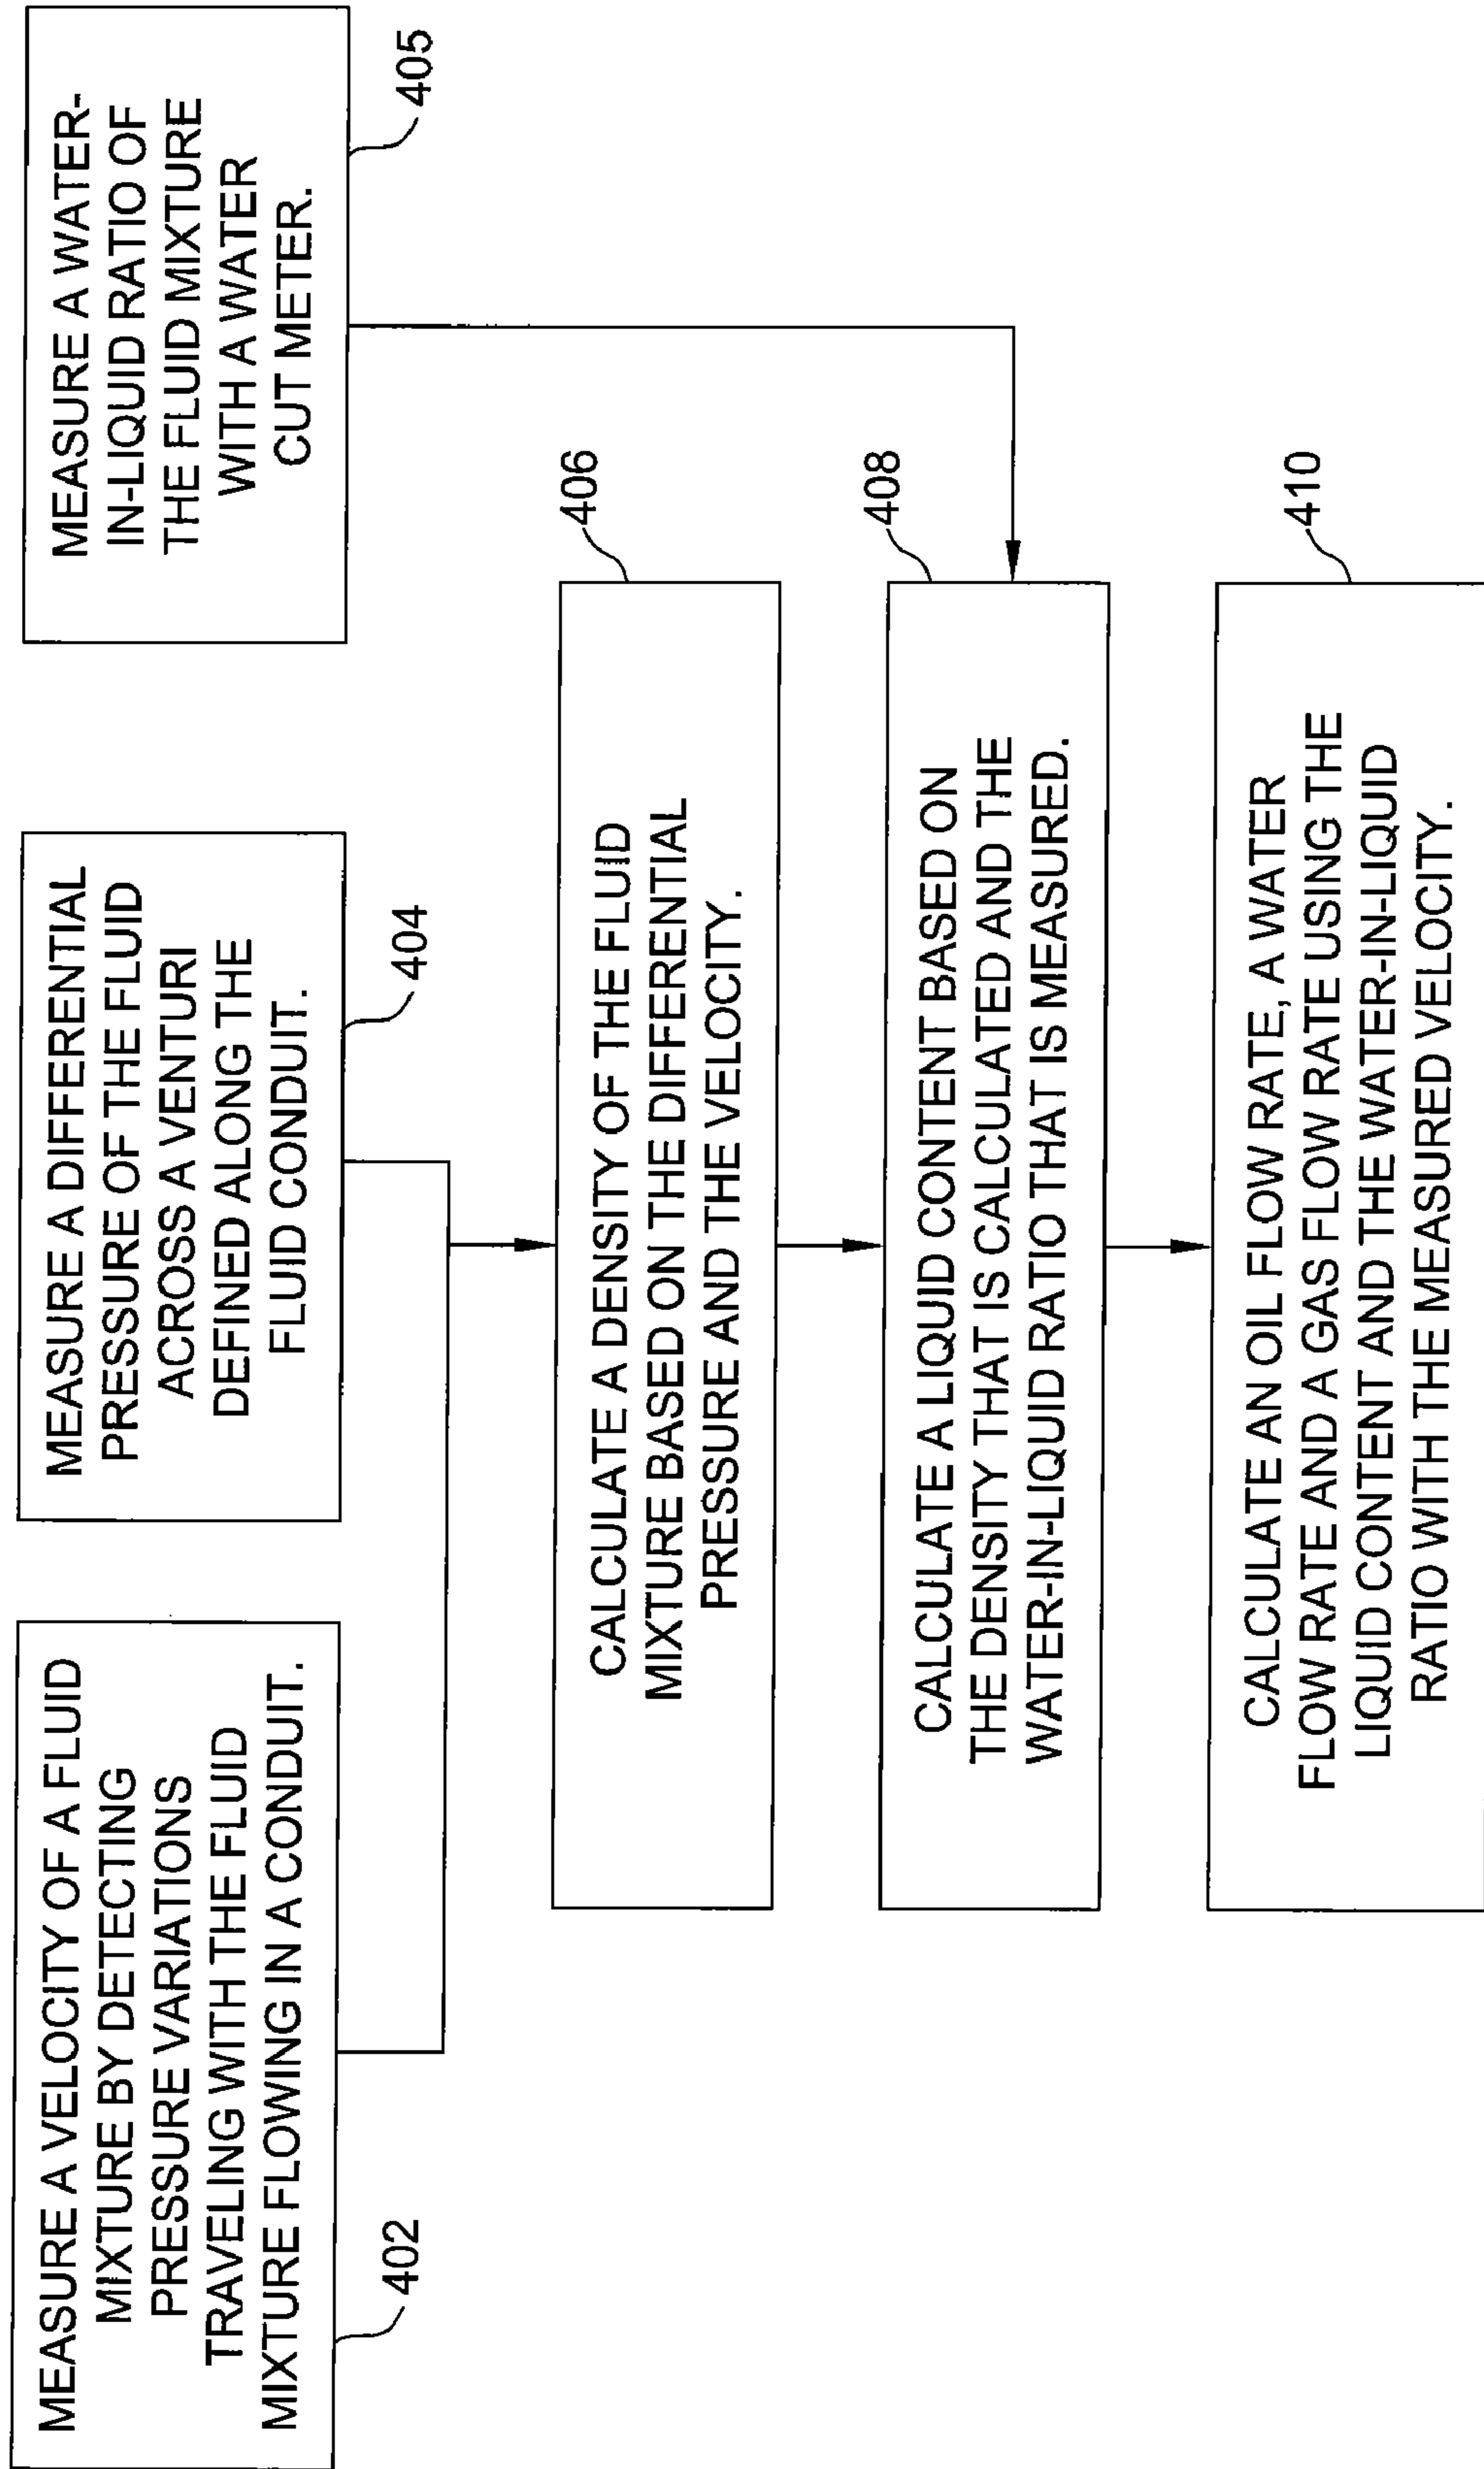 MEASURE A VELOCITY OF A FLUID
MIXTURE BY DETECTING
PRESSURE VARIATIONS
TRAVELING WITH THE FLUID
MIXTURE FLOWING IN A CONDUIT.
402
MEASURE A DIFFERENTIAL
PRESSURE OF THE FLUID
ACROSS A VENTURI
DEFINED ALONG THE
FLUID CONDUIT.
404
MEASURE A WATER-
IN-LIQUID RATIO OF
THE FLUID MIXTURE
WITH A WATER
CUT METER.
405
406
CALCULATE A DENSITY OF THE FLUID
MIXTURE BASED ON THE DIFFERENTIAL
PRESSURE AND THE VELOCITY.
408
CALCULATE A LIQUID CONTENT BASED ON
THE DENSITY THAT IS CALCULATED AND THE
WATER-IN-LIQUID RATIO THAT IS MEASURED.
410
CALCULATE AN OIL FLOW RATE, A WATER
FLOW RATE AND A GAS FLOW RATE USING THE
LIQUID CONTENT AND THE WATER-IN-LIQUID
RATIO WITH THE MEASURED VELOCITY.